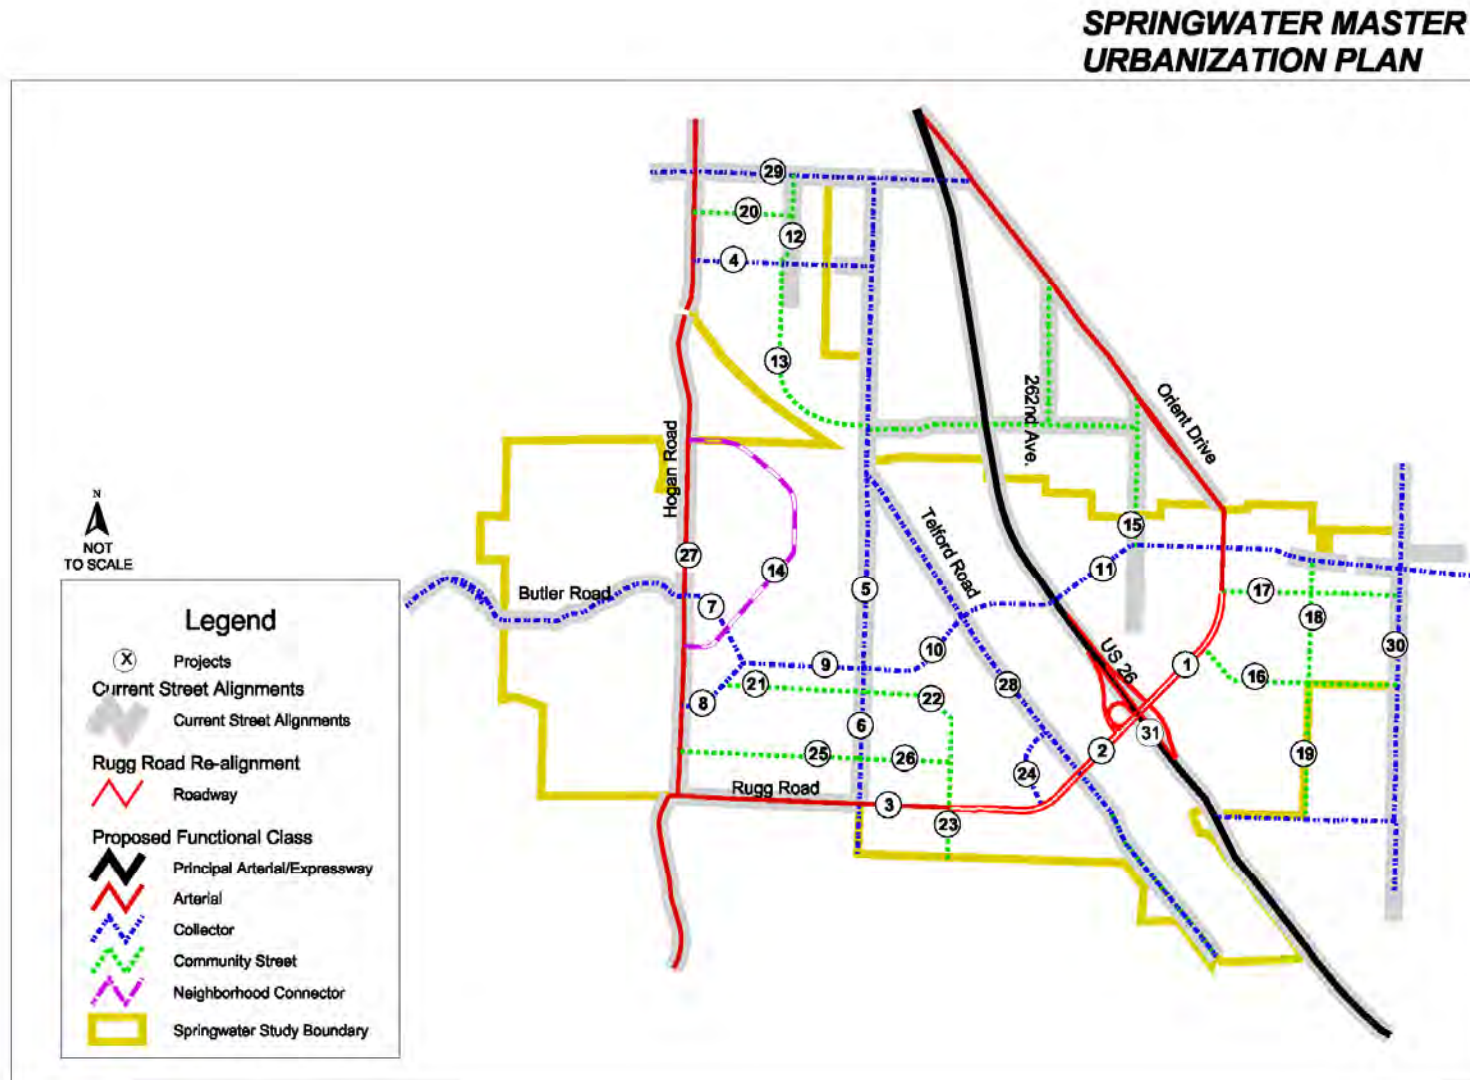 SPRINGWATER MASTER
URBANIZATION PLAN
29
20
12
4
13
262nd Ave.
Orient Drive
Hogan Road
N
NOT
TO SCALE
Telford Road
15
27
14
11
Butler Road
7
5
17
18
10
9
30
US 26
1
16
28
21
22
8
6
31
2
19
25
26
24
Rugg Road
3
23
Legend
X
Projects
Current Street Alignments
Current Street Alignments
Rugg Road Re-alignment
Roadway
Proposed Functional Class
Principal Arterial/Expressway
Arterial
Collector
Community Street
Neighborhood Connector
Springwater Study Boundary